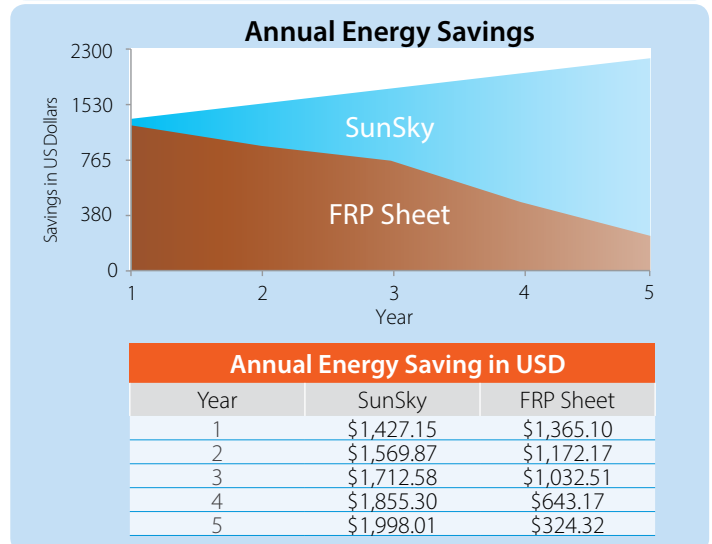 Annual Energy Savings
2300
1530
765
380
0
Savings in US Dollars
SunSky
FRP Sheet
1 2 3 4 5
Year
Annual Energy Saving in USD
Year SunSky FRP Sheet
1 $1,427.15 $1,365.10
2 $1,569.87 $1,172.17
3 $1,712.58 $1,032.51
4 $1,855.30 $643.17
5 $1,998.01 $324.32